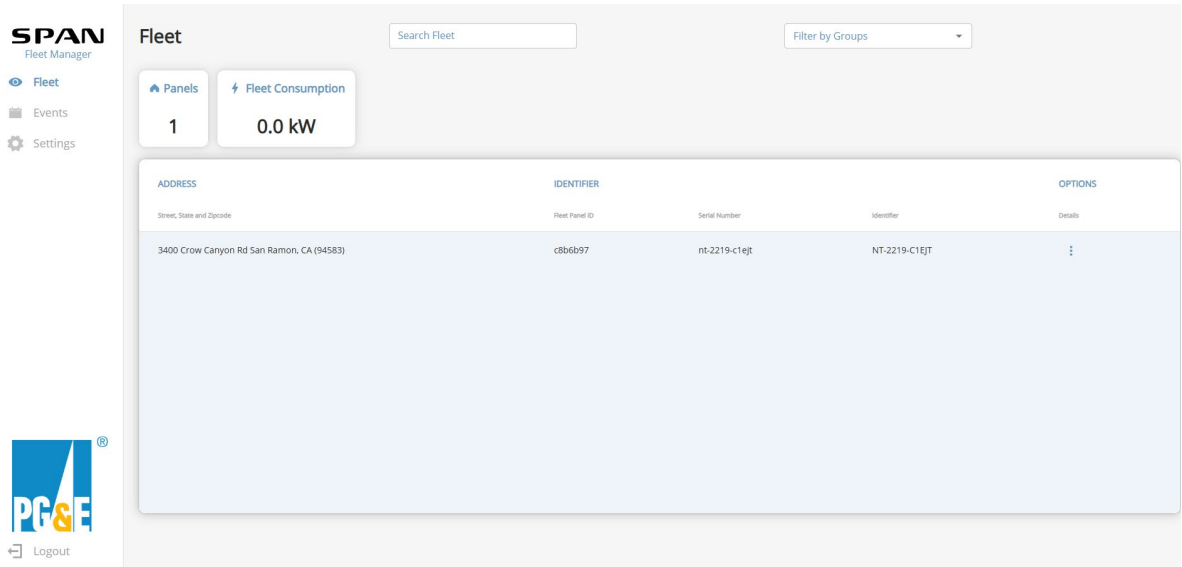 SPAN
Fleet Manager
Fleet
Events
Settings
Fleet
Search Fleet
Filter by Groups
Panels
1
Fleet Consumption
0.0 kW
ADDRESS IDENTIFIER OPTIONS
Street, State and Zipcode Fleet Panel ID Serial Number Identifier Details
3400 Crow Canyon Rd San Ramon, CA (94583) c8b6b97 nt-2219-c1ejt NT-2219-C1EJT
PG&E ®
Logout